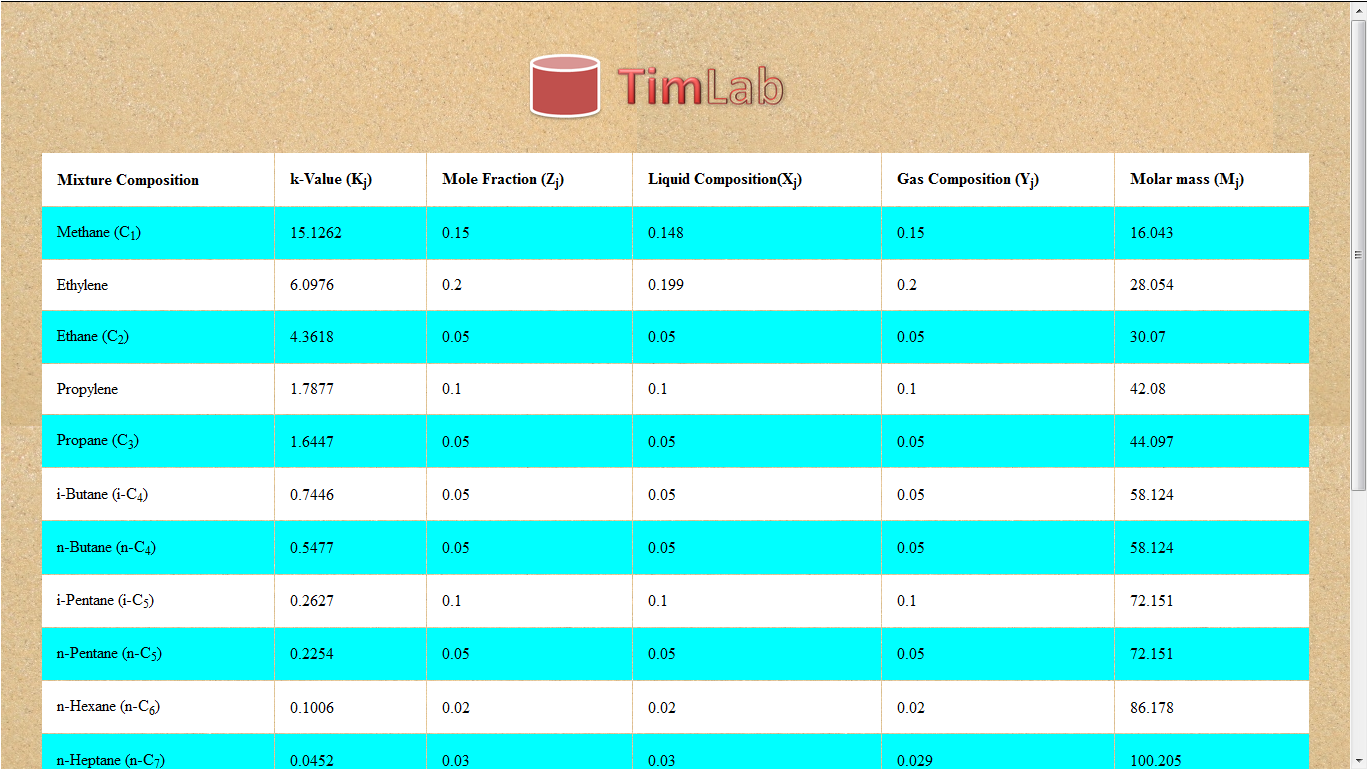 TimLab
Mixture Composition k-Value (Kj) Mole Fraction (Zj) Liquid Composition(Xj) Gas Composition (Yj) Molar mass (Mj)
Methane (C1) 15.1262 0.15 0.148 0.15 16.043
Ethylene 6.0976 0.2 0.199 0.2 28.054
Ethane (C2) 4.3618 0.05 0.05 0.05 30.07
Propylene 1.7877 0.1 0.1 0.1 42.08
Propane (C3) 1.6447 0.05 0.05 0.05 44.097
i-Butane (i-C4) 0.7446 0.05 0.05 0.05 58.124
n-Butane (n-C4) 0.5477 0.05 0.05 0.05 58.124
i-Pentane (i-C5) 0.2627 0.1 0.1 0.1 72.151
n-Pentane (n-C5) 0.2254 0.05 0.05 0.05 72.151
n-Hexane (n-C6) 0.1006 0.02 0.02 0.02 86.178
n-Heptane (n-C7) 0.0452 0.03 0.03 0.029 100.205